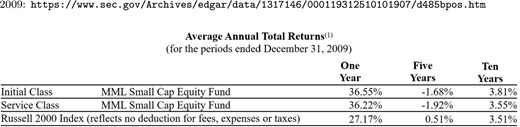 2009: https://www.sec.gov/Archives/edgar/data/1317146/000119312510101907/d485bpos.htm
Average Annual Total Returns(1)
(for the periods ended December 31, 2009)
One Year Five Years Ten Years
Initial Class MML Small Cap Equity Fund 36.55% -1.68% 3.81%
Service Class MML Small Cap Equity Fund 36.22% -1.92% 3.55%
Russell 2000 Index (reflects no deduction for fees, expenses or taxes) 27.17% 0.51% 3.51%